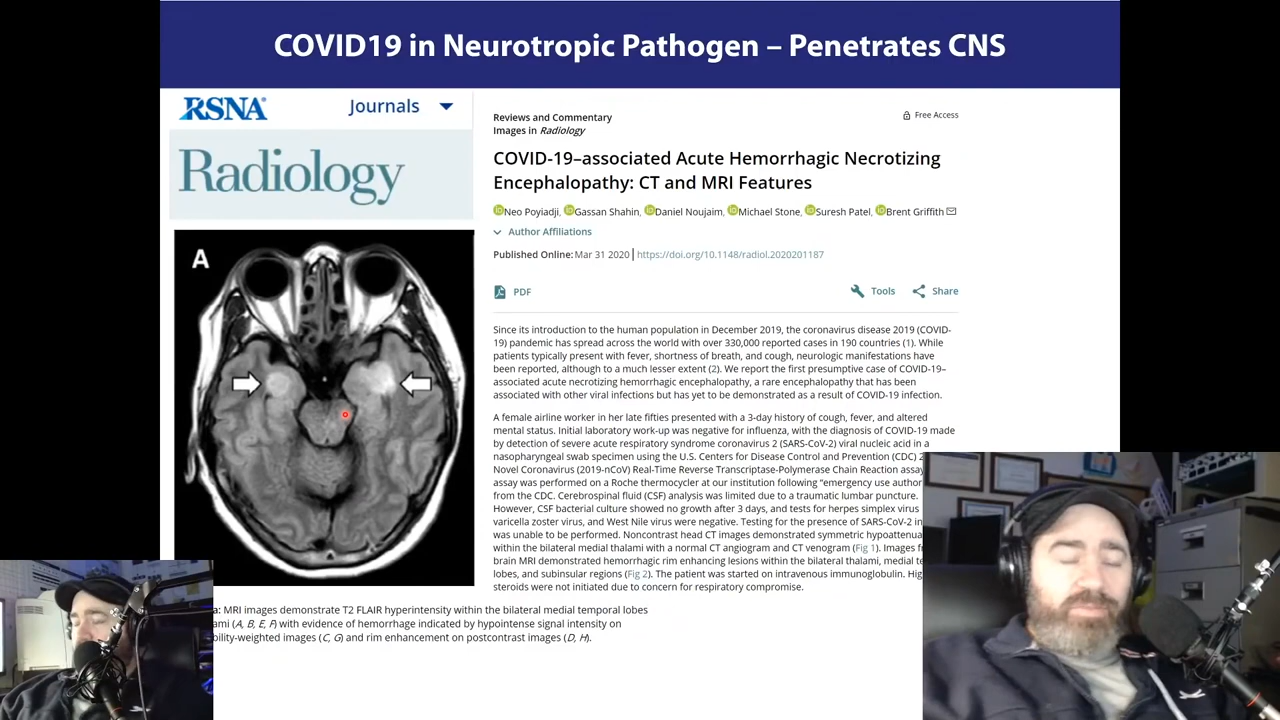 COVID19 in Neurotropic Pathogen – Penetrates CNS
RSNA
Journals
Radiology
A
Reviews and Commentary
Images in Radiology
Free Access
COVID-19–associated Acute Hemorrhagic Necrotizing
Encephalopathy: CT and MRI Features
Neo Poyiadji, Gassan Shahin, Daniel Noujaim, Michael Stone, Suresh Patel, Brent Griffith
Author Affiliations
Published Online: Mar 31 2020 | https://doi.org/10.1148/radiol.2020201187
PDF
Tools
Share
Since its introduction to the human population in December 2019, the coronavirus disease 2019 (COVID-
19) pandemic has spread across the world with over 330,000 reported cases in 190 countries (1). While
patients typically present with fever, shortness of breath, and cough, neurologic manifestations have
been reported, although to a much lesser extent (2). We report the first presumptive case of COVID-19–
associated acute necrotizing hemorrhagic encephalopathy, a rare encephalopathy that has been
associated with other viral infections but has yet to be demonstrated as a result of COVID-19 infection.
A female airline worker in her late fifties presented with a 3-day history of cough, fever, and altered
mental status. Initial laboratory work-up was negative for influenza, with the diagnosis of COVID-19 made
by detection of severe acute respiratory syndrome coronavirus 2 (SARS-CoV-2) viral nucleic acid in a
nasopharyngeal swab specimen using the U.S. Centers for Disease Control and Prevention (CDC) 2
Novel Coronavirus (2019-nCoV) Real-Time Reverse Transcriptase-Polymerase Chain Reaction assay
assay was performed on a Roche thermocycler at our institution following “emergency use author
from the CDC. Cerebrospinal fluid (CSF) analysis was limited due to a traumatic lumbar puncture.
However, CSF bacterial culture showed no growth after 3 days, and tests for herpes simplex virus
varicella zoster virus, and West Nile virus were negative. Testing for the presence of SARS-CoV-2 in
was unable to be performed. Noncontrast head CT images demonstrated symmetric hypoattenua
within the bilateral medial thalami with a normal CT angiogram and CT venogram (Fig 1). Images f
brain MRI demonstrated hemorrhagic rim enhancing lesions within the bilateral thalami, medial te
lobes, and subinsular regions (Fig 2). The patient was started on intravenous immunoglobulin. Hig
steroids were not initiated due to concern for respiratory compromise.
a: MRI images demonstrate T2 FLAIR hyperintensity within the bilateral medial temporal lobes
ami (A, B, E, F) with evidence of hemorrhage indicated by hypointense signal intensity on
bility-weighted images (C, G) and rim enhancement on postcontrast images (D, H).